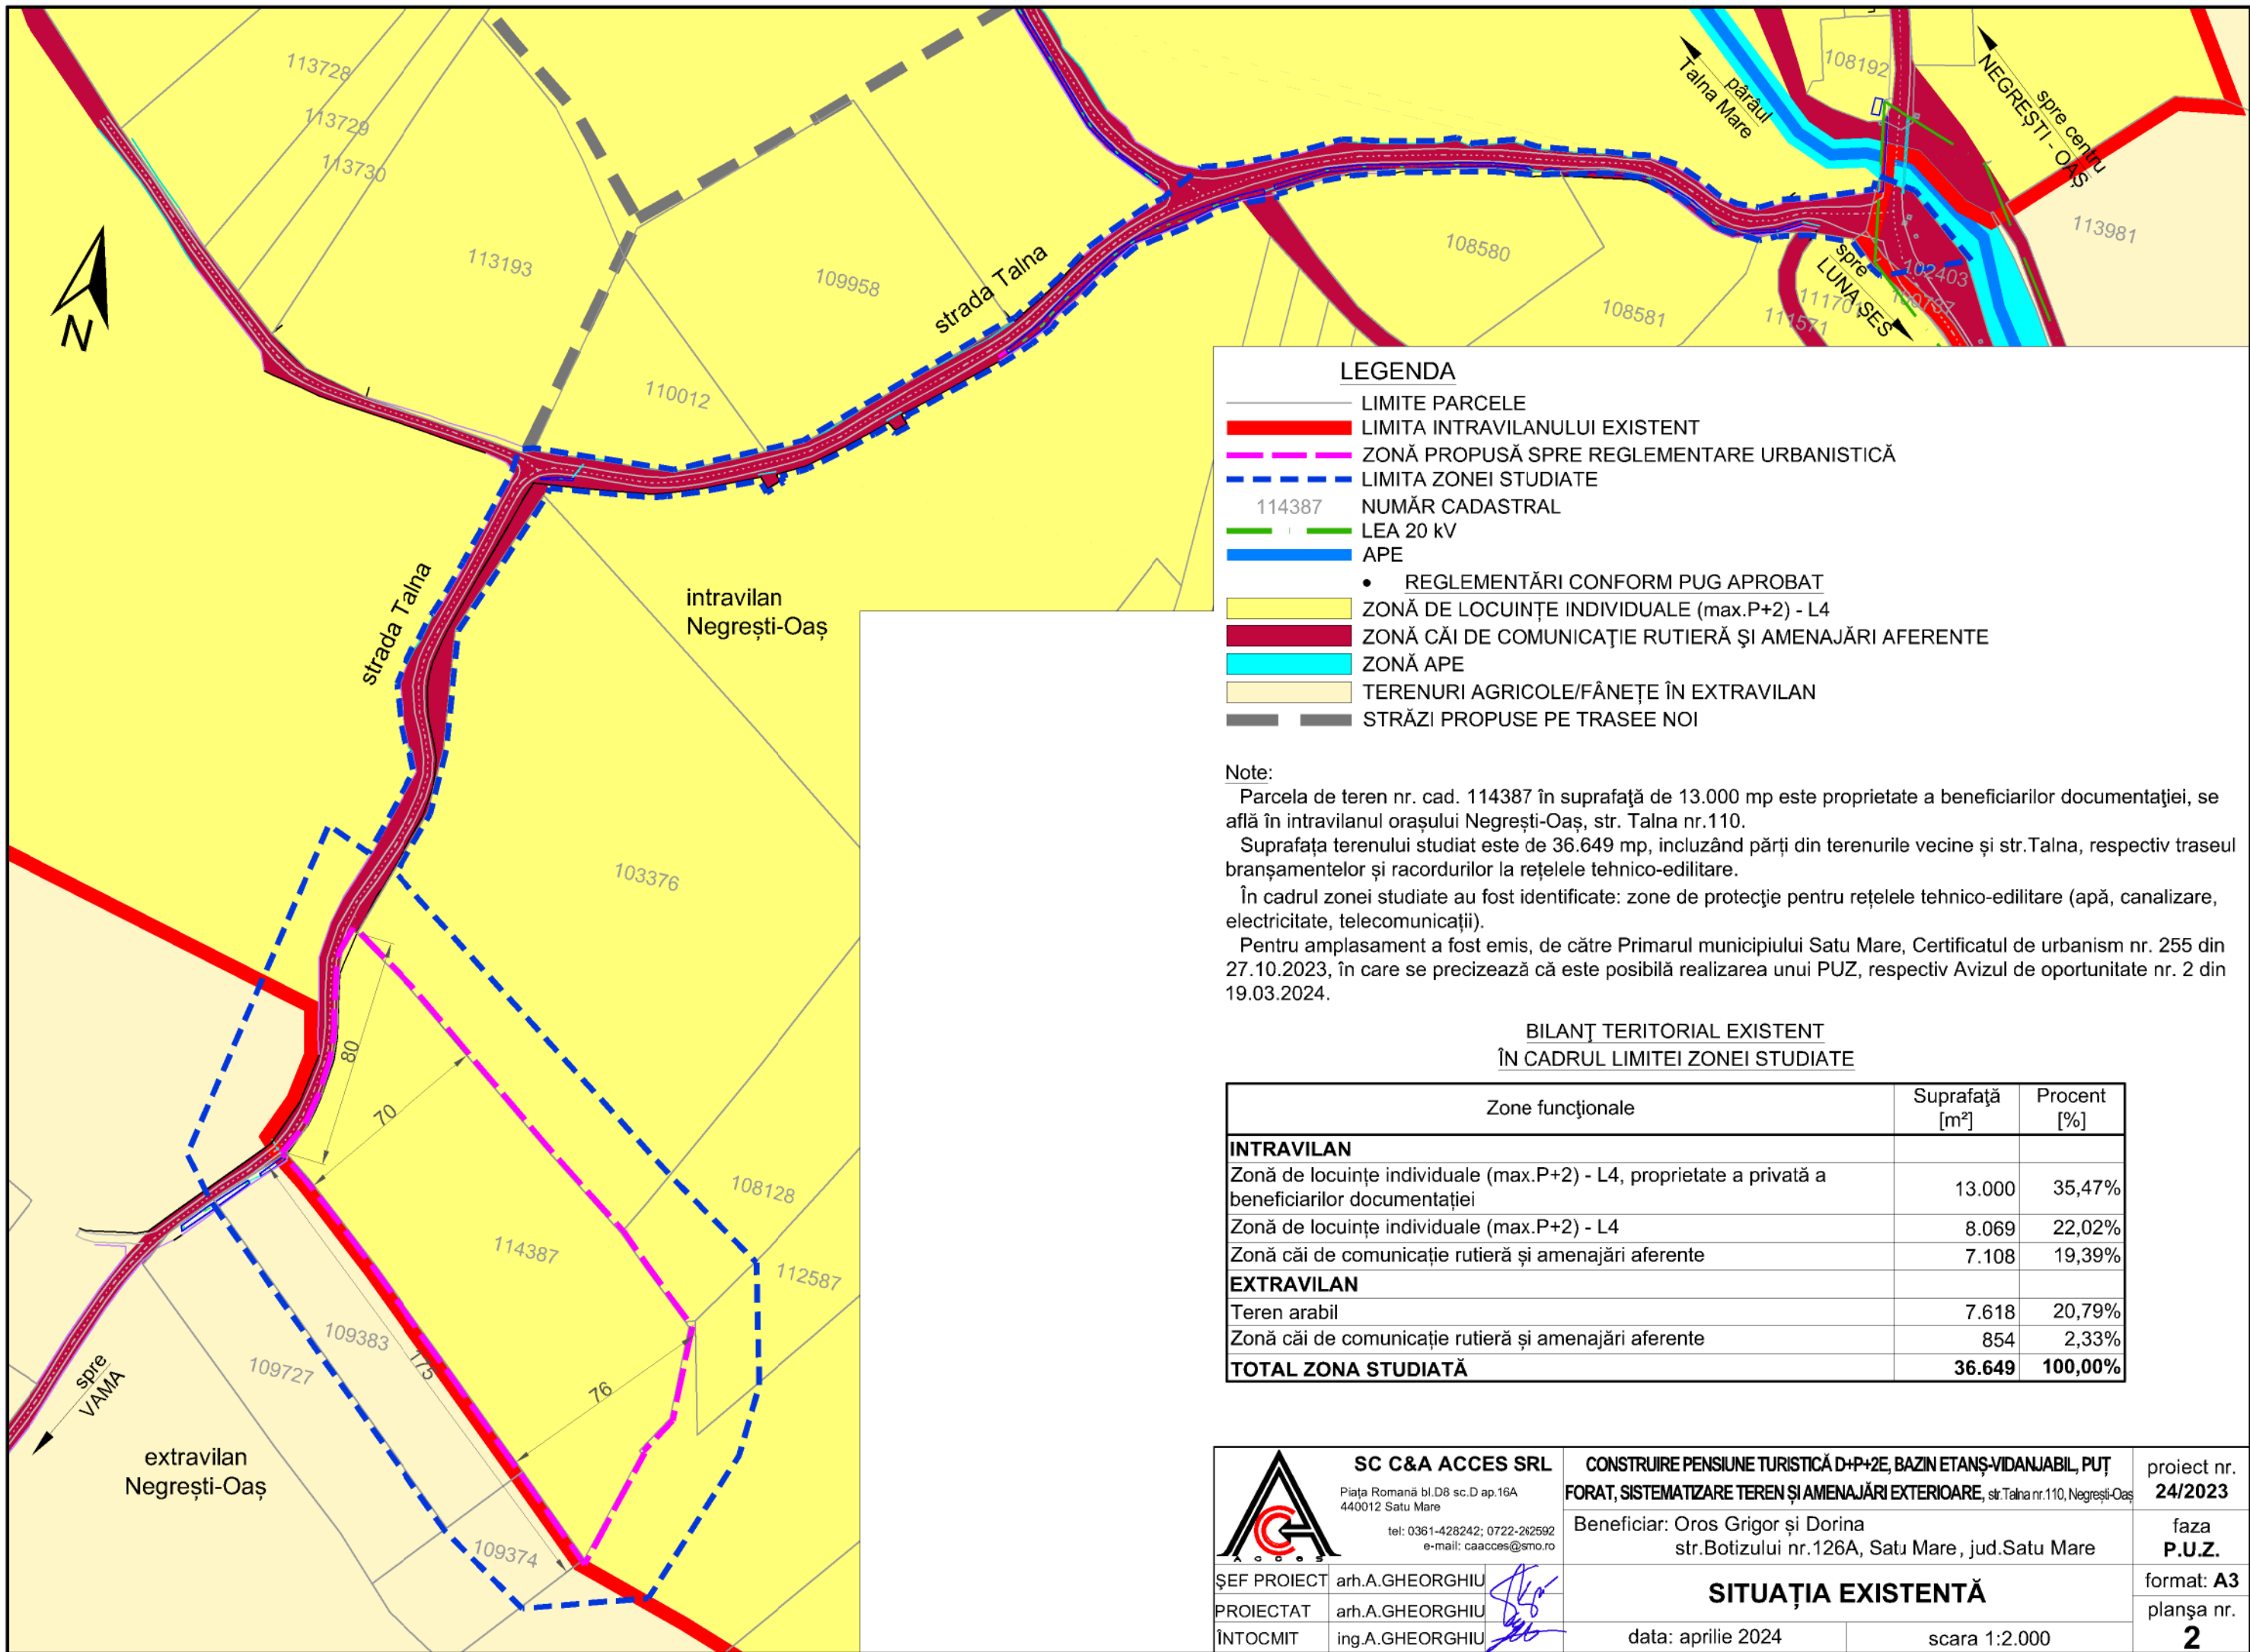 113728
113729
113730
113193
109958
110012
N
strada Talna
strada Talna
108580
108581
pârâul
Talna Mare
108192
spre centru
NEGREȘTI - OAȘ
113981
102403
111571
spre
LUNA ȘES
intravilan
Negrești-Oaș
103376
80
70
108128
112587
114387
109383
109727
175
76
109374
spre
VAMA
extravilan
Negrești-Oaș
LEGENDA
LIMITE PARCELE
LIMITA INTRAVILANULUI EXISTENT
ZONĂ PROPUSĂ SPRE REGLEMENTARE URBANISTICĂ
LIMITA ZONEI STUDIATE
114387 NUMĂR CADASTRAL
LEA 20 kV
APE
• REGLEMENTĂRI CONFORM PUG APROBAT
ZONĂ DE LOCUINȚE INDIVIDUALE (max.P+2) - L4
ZONĂ CĂI DE COMUNICAŢIE RUTIERĂ ŞI AMENAJĂRI AFERENTE
ZONĂ APE
TERENURI AGRICOLE/FÂNEȚE ÎN EXTRAVILAN
STRĂZI PROPUSE PE TRASEE NOI
Note:
Parcela de teren nr. cad. 114387 în suprafaţă de 13.000 mp este proprietate a beneficiarilor documentaţiei, se
află în intravilanul orașului Negrești-Oaș, str. Talna nr.110.
Suprafața terenului studiat este de 36.649 mp, incluzând părți din terenurile vecine și str.Talna, respectiv traseul
branșamentelor și racordurilor la rețelele tehnico-edilitare.
În cadrul zonei studiate au fost identificate: zone de protecţie pentru rețelele tehnico-edilitare (apă, canalizare,
electricitate, telecomunicații).
Pentru amplasament a fost emis, de către Primarul municipiului Satu Mare, Certificatul de urbanism nr. 255 din
27.10.2023, în care se precizează că este posibilă realizarea unui PUZ, respectiv Avizul de oportunitate nr. 2 din
19.03.2024.
BILANŢ TERITORIAL EXISTENT
ÎN CADRUL LIMITEI ZONEI STUDIATE
Zone funcţionale Suprafaţă [m²] Procent [%]
INTRAVILAN
Zonă de locuințe individuale (max.P+2) - L4, proprietate a privată a
beneficiarilor documentației 13.000 35,47%
Zonă de locuințe individuale (max.P+2) - L4 8.069 22,02%
Zonă căi de comunicație rutieră și amenajări aferente 7.108 19,39%
EXTRAVILAN
Teren arabil 7.618 20,79%
Zonă căi de comunicație rutieră și amenajări aferente 854 2,33%
TOTAL ZONA STUDIATĂ 36.649 100,00%
ACCES
SC C&A ACCES SRL
Piaţa Romană bl.D8 sc.D ap.16A
440012 Satu Mare
tel: 0361-428242; 0722-262592
e-mail: caacces@smo.ro
CONSTRUIRE PENSIUNE TURISTICĂ D+P+2E, BAZIN ETANȘ-VIDANJABIL, PUȚ
FORAT, SISTEMATIZARE TEREN ȘI AMENAJĂRI EXTERIOARE, str.Talna nr.110, Negrești-Oaș
Beneficiar: Oros Grigor și Dorina
str.Botizului nr.126A, Satu Mare, jud.Satu Mare
proiect nr.
24/2023
faza
P.U.Z.
ŞEF PROIECT arh.A.GHEORGHIU
PROIECTAT arh.A.GHEORGHIU
ÎNTOCMIT ing.A.GHEORGHIU
SITUAȚIA EXISTENTĂ
data: aprilie 2024
scara 1:2.000
format: A3
planşa nr.
2